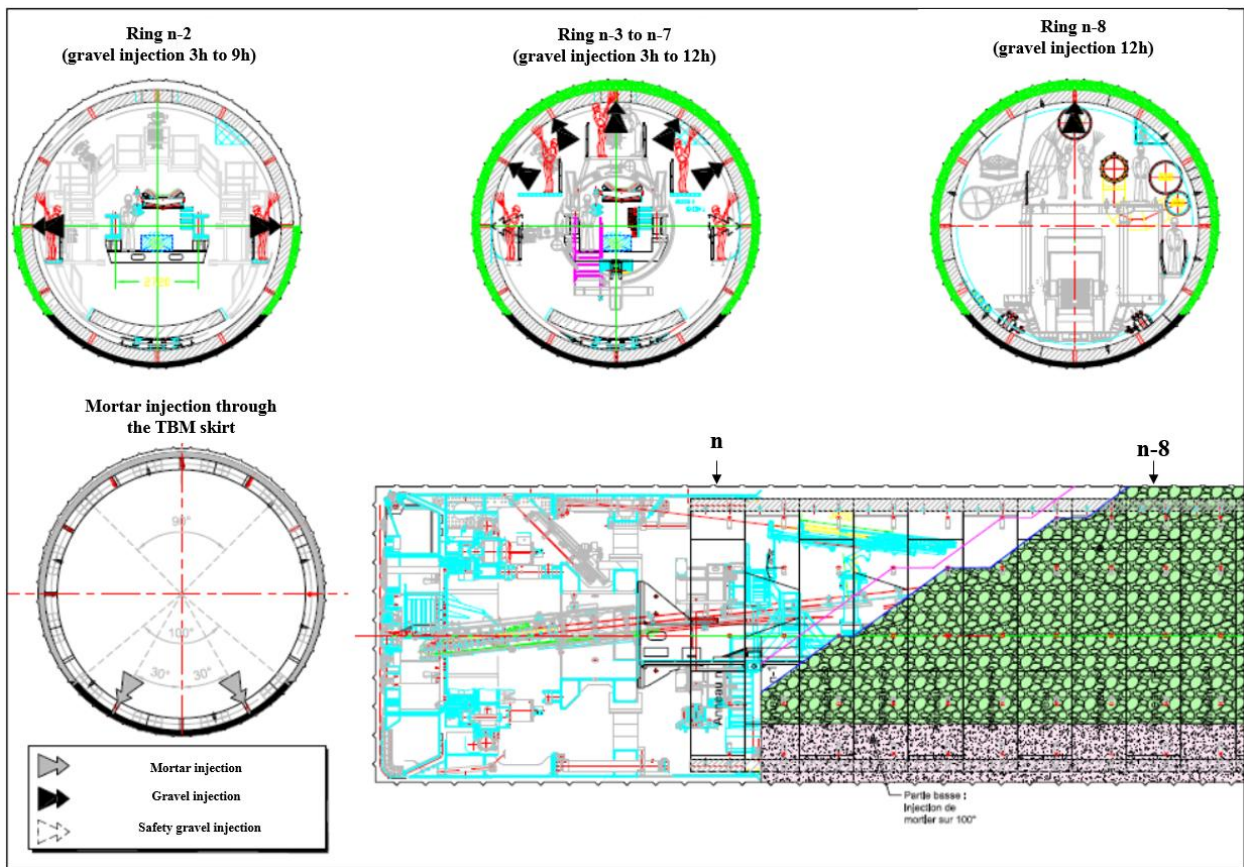 Ring n-2
(gravel injection 3h to 9h)
Ring n-3 to n-7
(gravel injection 3h to 12h)
Ring n-8
(gravel injection 12h)
Mortar injection through
the TBM skirt
90°
100°
30°
30°
Mortar injection
Gravel injection
Safety gravel injection
n
n-8
Anneau n
n-1
Partie basse :
Injection de
mortier sur 100°